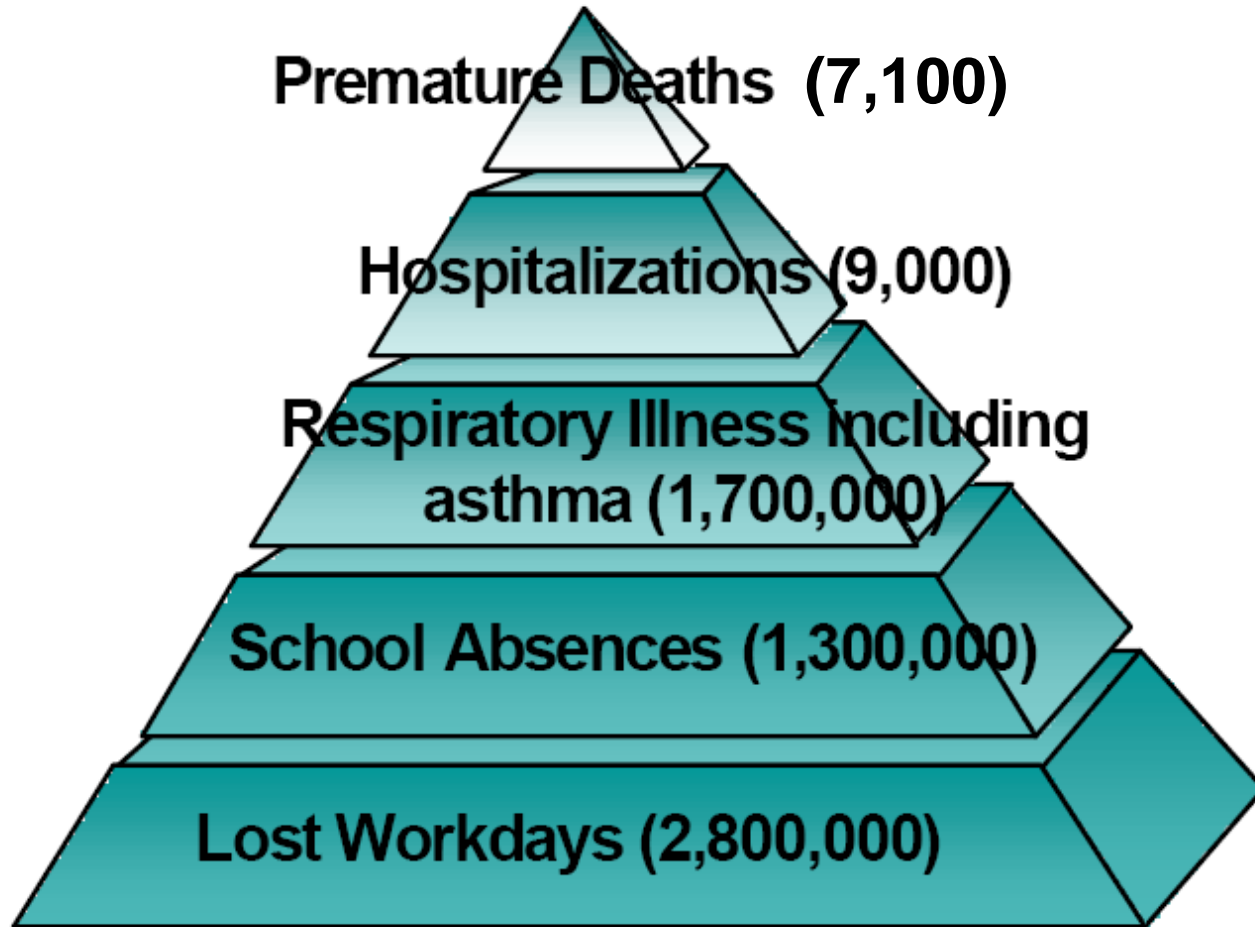 Premature Deaths (7,100)
Hospitalizations (9,000)
Respiratory Illness including
asthma (1,700,000)
School Absences (1,300,000)
Lost Workdays (2,800,000)